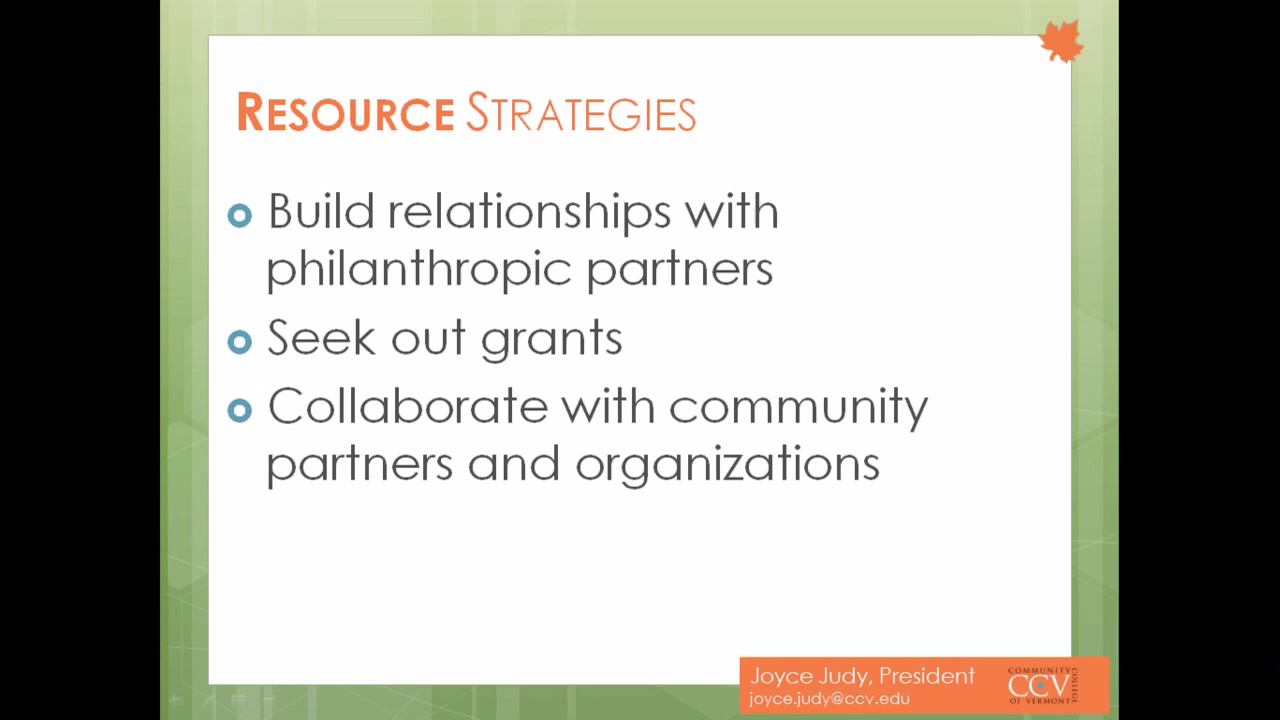 RESOURCE STRATEGIES
Build relationships with
philanthropic partners
Seek out grants
Collaborate with community
partners and organizations
Joyce Judy, President
joyce.judy@ccv.edu
COMMUNITY
CCV
COLLEGE
OF VERMONT